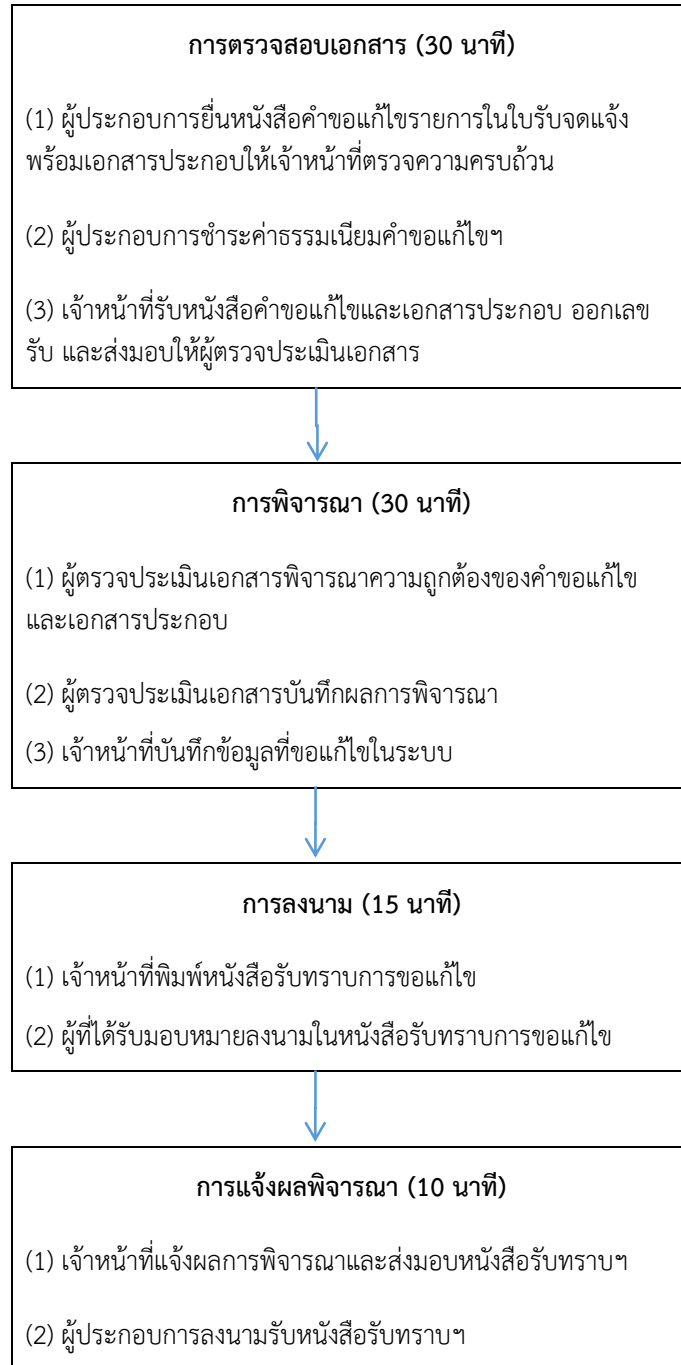 การตรวจสอบเอกสาร (30 นาที)
(1) ผู้ประกอบการยื่นหนังสือคำขอแก้ไขรายการในใบรับจดแจ้ง
พร้อมเอกสารประกอบให้เจ้าหน้าที่ตรวจความครบถ้วน
(2) ผู้ประกอบการชำระค่าธรรมเนียมคำขอแก้ไขฯ
(3) เจ้าหน้าที่รับหนังสือคำขอแก้ไขและเอกสารประกอบ ออกเลข
รับ และส่งมอบให้ผู้ตรวจประเมินเอกสาร
การพิจารณา (30 นาที)
(1) ผู้ตรวจประเมินเอกสารพิจารณาความถูกต้องของคำขอแก้ไข
และเอกสารประกอบ
(2) ผู้ตรวจประเมินเอกสารบันทึกผลการพิจารณา
(3) เจ้าหน้าที่บันทึกข้อมูลที่ขอแก้ไขในระบบ
การลงนาม (15 นาที)
(1) เจ้าหน้าที่พิมพ์หนังสือรับทราบการขอแก้ไข
(2) ผู้ที่ได้รับมอบหมายลงนามในหนังสือรับทราบการขอแก้ไข
การแจ้งผลพิจารณา (10 นาที)
(1) เจ้าหน้าที่แจ้งผลการพิจารณาและส่งมอบหนังสือรับทราบฯ
(2) ผู้ประกอบการลงนามรับหนังสือรับทราบฯ